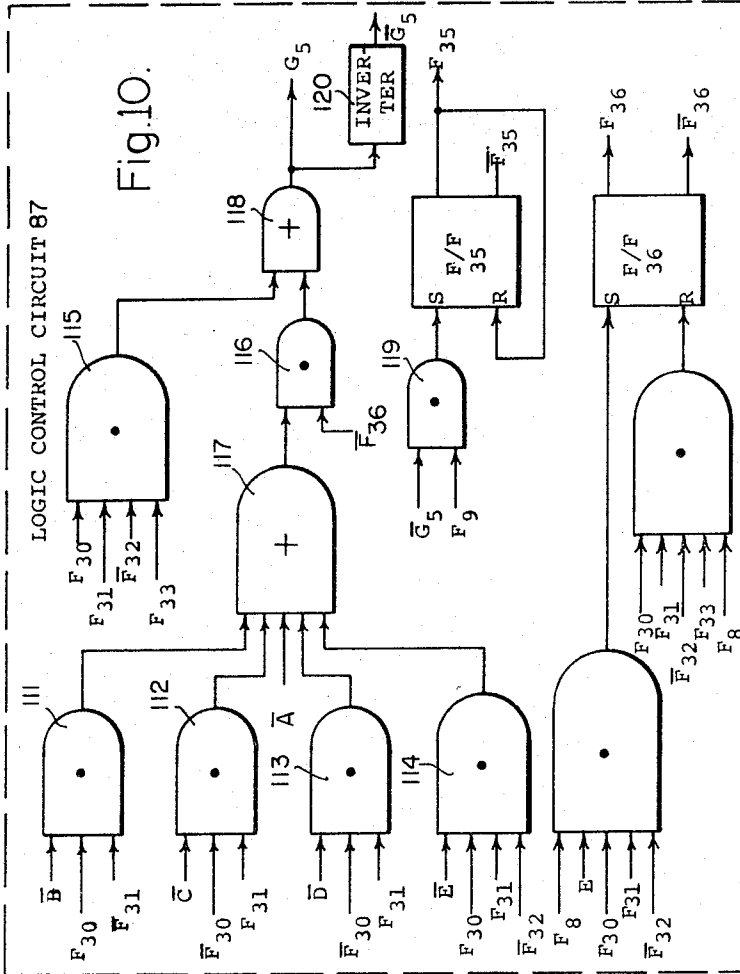 LOGIC CONTROL CIRCUIT 87
Fig.10.
111
B̅
F30
F̅31
112
C̅
F̅30
F31
A̅
113
D̅
F̅30
F31
114
E̅
F30
F31
F̅32
F8
E
F30
F31
F̅32
115
F30
F31
F̅32
F33
117
+
116
F̅36
118
+
G5
120
INVER-
TER
G̅5
119
G̅5
F9
S
R
F/F
35
F35
F̅35
F30
F31
F̅32
F33
F8
S
R
F/F
36
F36
F̅36